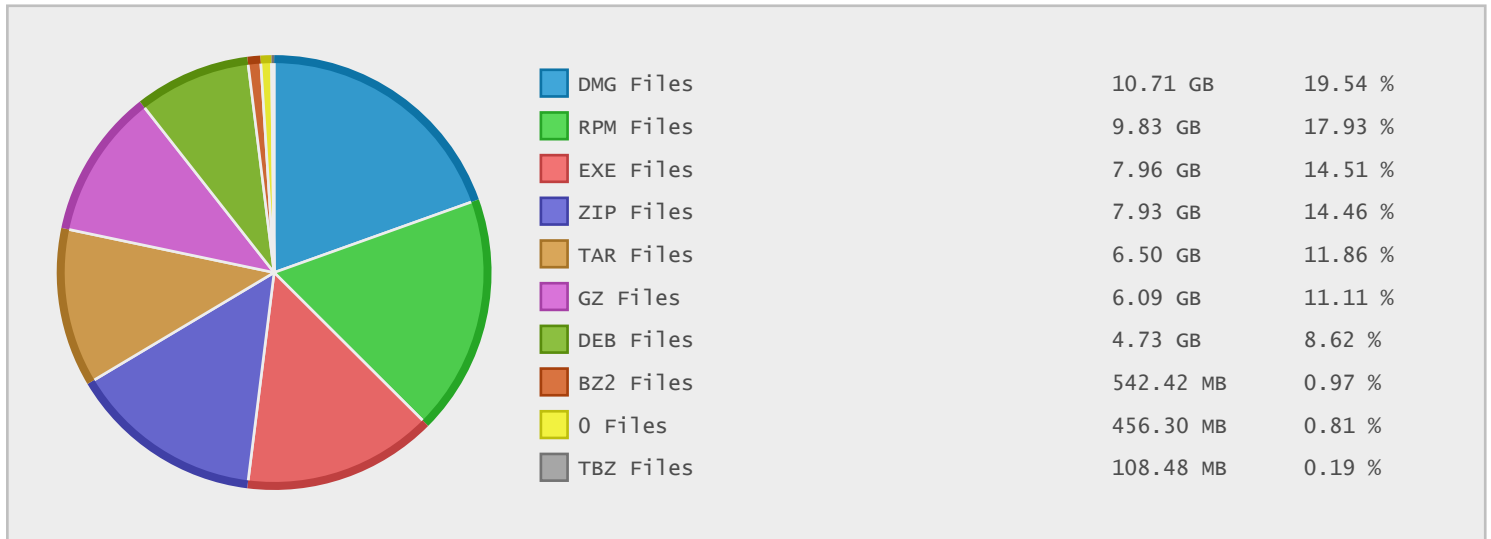 DMG Files 10.71 GB 19.54 %
RPM Files 9.83 GB 17.93 %
EXE Files 7.96 GB 14.51 %
ZIP Files 7.93 GB 14.46 %
TAR Files 6.50 GB 11.86 %
GZ Files 6.09 GB 11.11 %
DEB Files 4.73 GB 8.62 %
BZ2 Files 542.42 MB 0.97 %
0 Files 456.30 MB 0.81 %
TBZ Files 108.48 MB 0.19 %